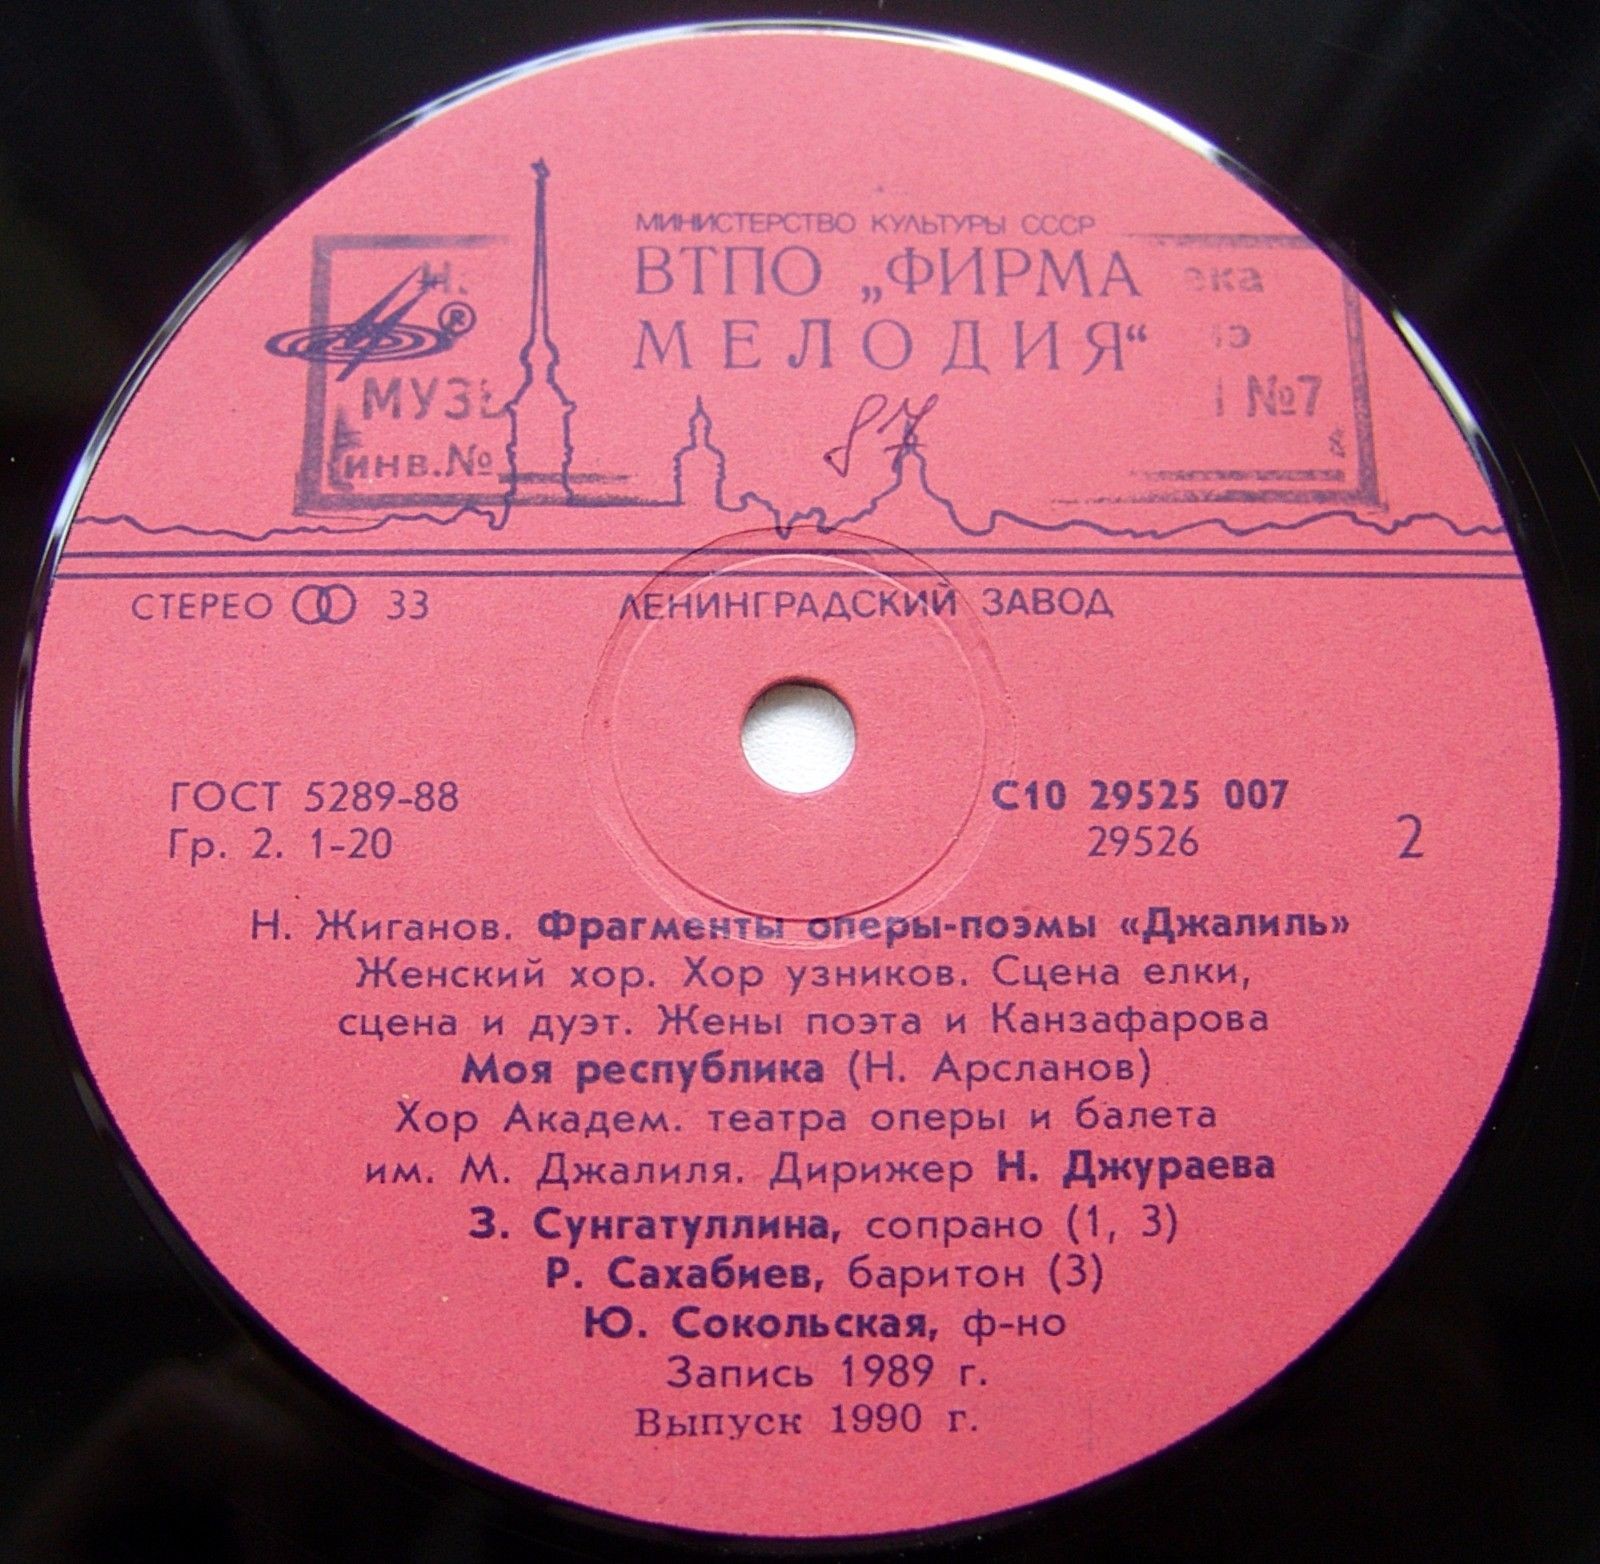 МИНИСТЕРСТВО КУЛЬТУРЫ СССР
ВТПО „ФИРМА
МЕЛОДИЯ“
®
инв.№
№7
87
СТЕРЕО 33 ЛЕНИНГРАДСКИЙ ЗАВОД
ГОСТ 5289-88 С10 29525 007
Гр. 2. 1-20 29526 2
Н. Жиганов. Фрагменты оперы-поэмы «Джалиль»
Женский хор. Хор узников. Сцена елки,
сцена и дуэт. Жены поэта и Канзафарова
Моя республика (Н. Арсланов)
Хор Академ. театра оперы и балета
им. М. Джалиля. Дирижер Н. Джураева
З. Сунгатуллина, сопрано (1, 3)
Р. Сахабиев, баритон (3)
Ю. Сокольская, ф-но
Запись 1989 г.
Выпуск 1990 г.